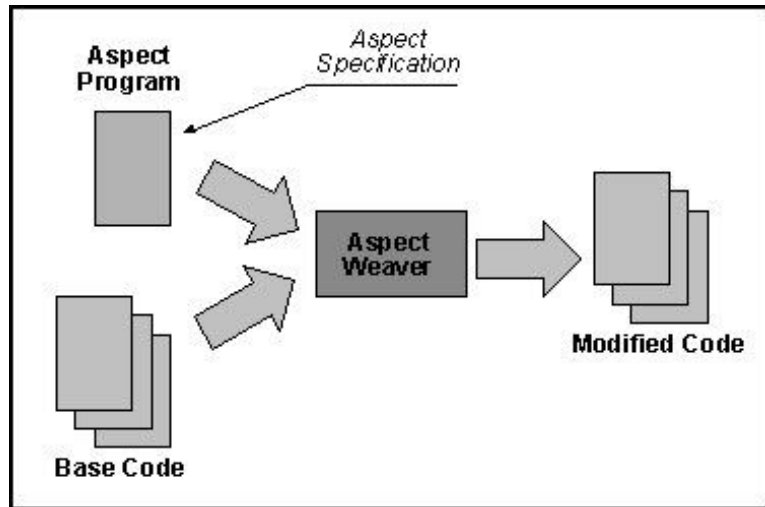 Aspect
Program
Aspect
Specification
Aspect
Weaver
Modified Code
Base Code